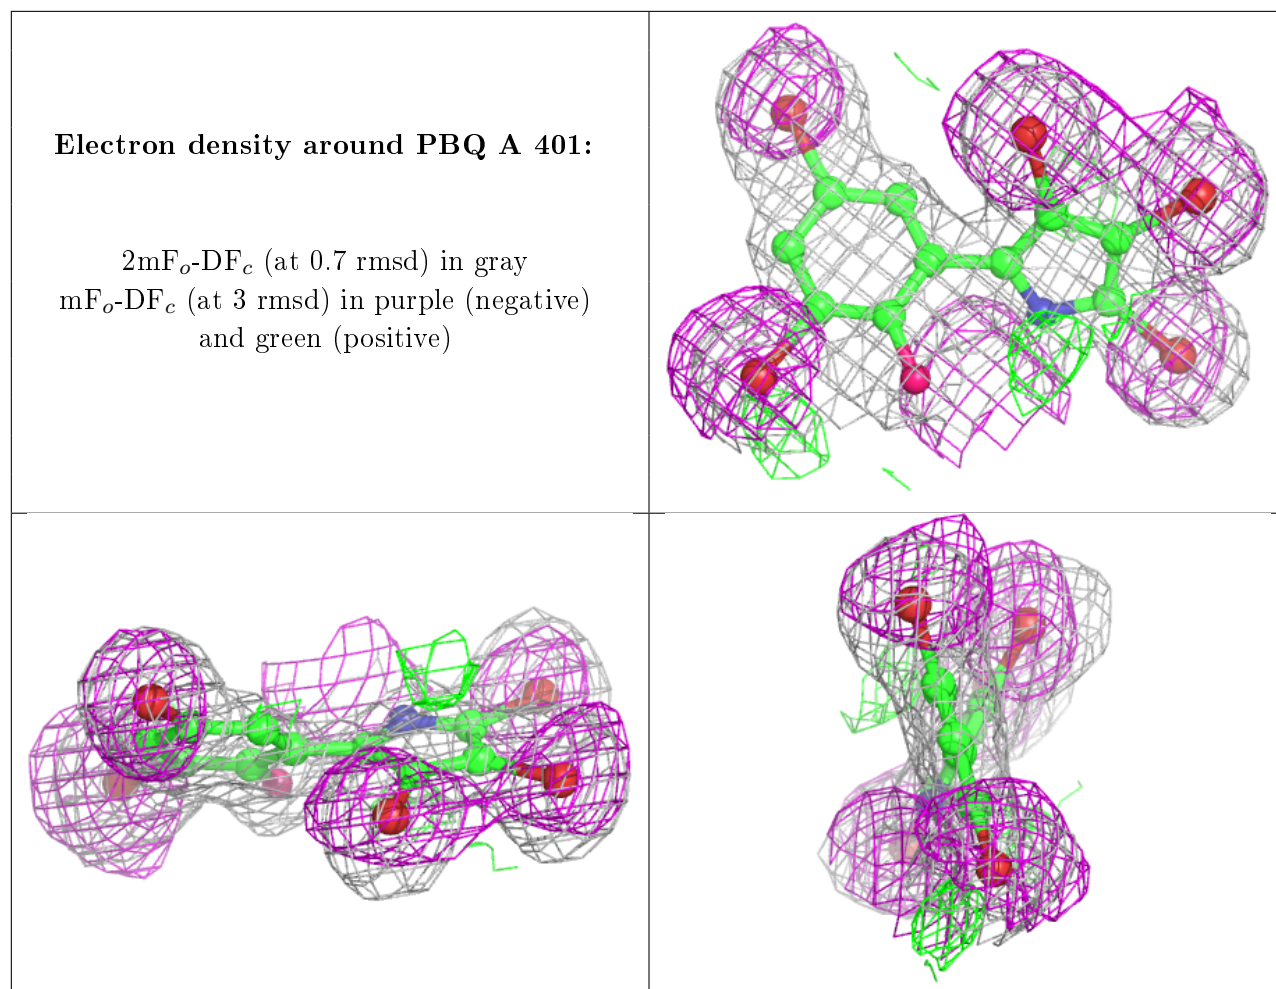 Electron density around PBQ A 401:
2mFo-DFc (at 0.7 rmsd) in gray
mFo-DFc (at 3 rmsd) in purple (negative)
and green (positive)